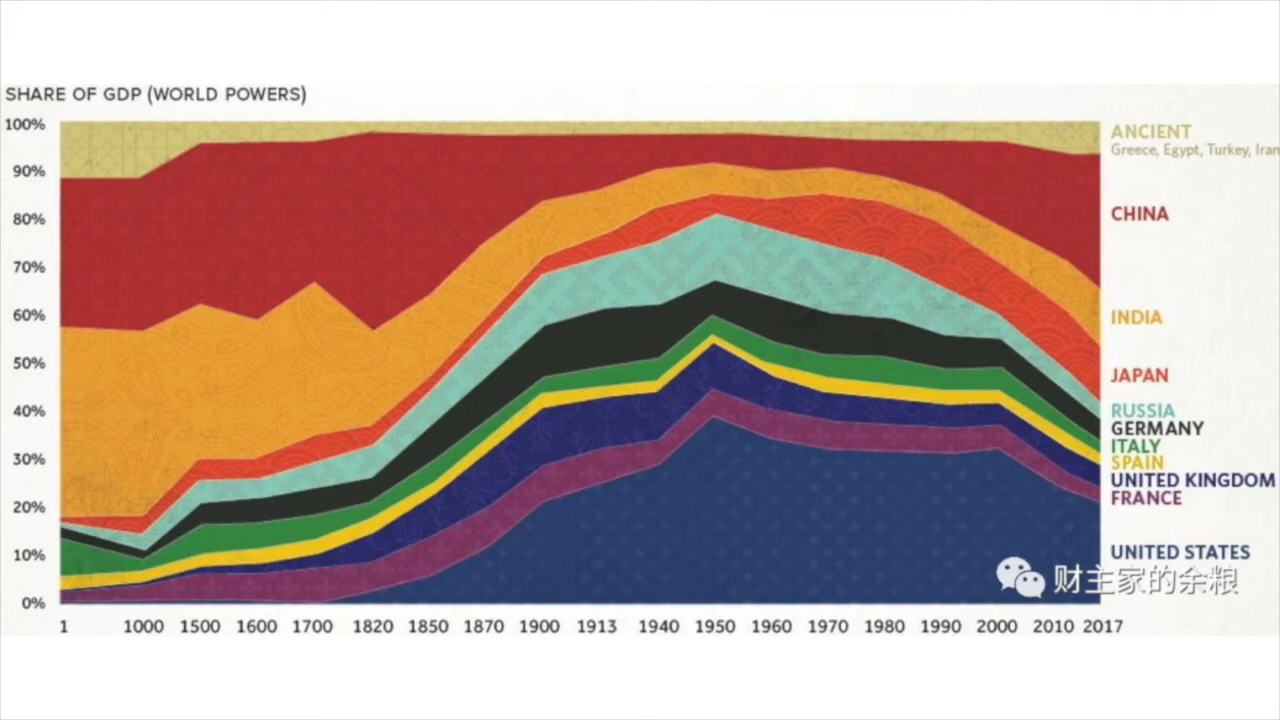 SHARE OF GDP (WORLD POWERS)
100%
90%
80%
70%
60%
50%
40%
30%
20%
10%
0%
1 1000 1500 1600 1700 1820 1850 1870 1900 1913 1940 1950 1960 1970 1980 1990 2000 2010 2017
ANCIENT
Greece, Egypt, Turkey, Iran
CHINA
INDIA
JAPAN
RUSSIA
GERMANY
ITALY
SPAIN
UNITED KINGDOM
FRANCE
UNITED STATES
财主家的余粮